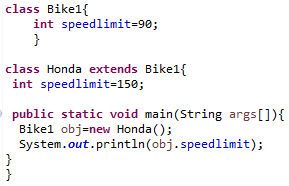 class Bike1{
    int speedlimit=90;
    }
class Honda extends Bike1{
 int speedlimit=150;
 public static void main(String args[]){
  Bike1 obj=new Honda();
  System.out.println(obj.speedlimit);
}
}